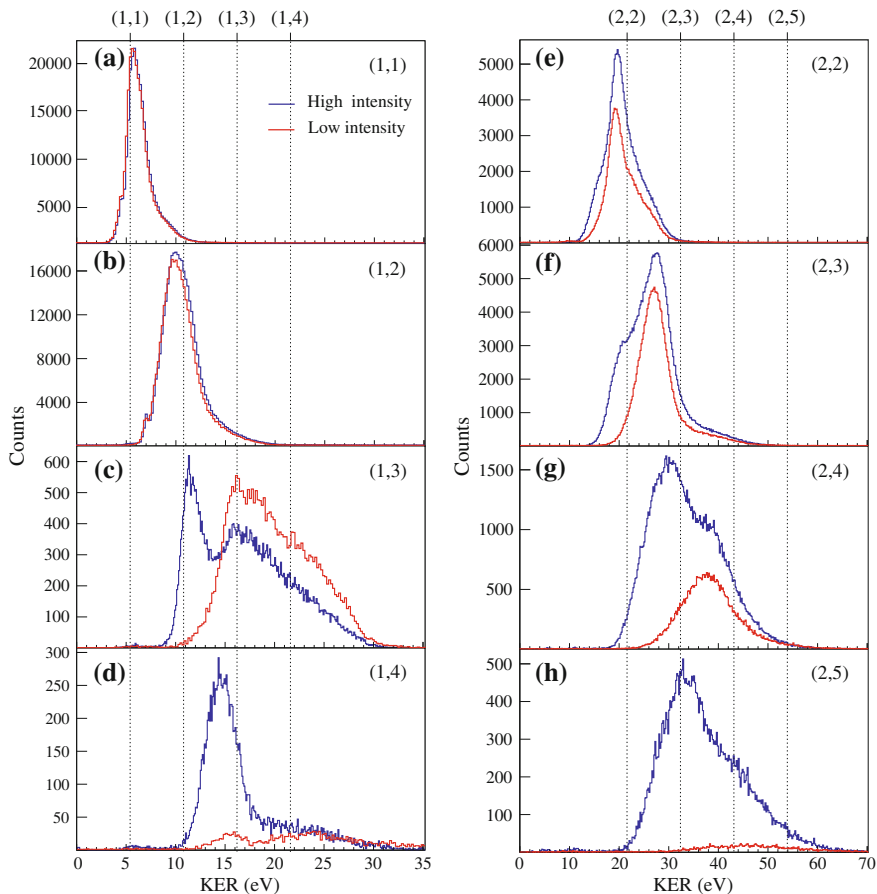 (1,1) (1,2) (1,3) (1,4)
(2,2) (2,3) (2,4) (2,5)
(a) (1,1)
High intensity
Low intensity
20000
15000
10000
5000
(b) (1,2)
16000
12000
8000
4000
Counts
(c) (1,3)
600
500
400
300
200
100
(d) (1,4)
300
250
200
150
100
50
0 5 10 15 20 25 30 35
KER (eV)
(e) (2,2)
5000
4000
3000
2000
1000
(f) (2,3)
6000
5000
4000
3000
2000
1000
Counts
(g) (2,4)
1500
1000
500
(h) (2,5)
500
400
300
200
100
0 10 20 30 40 50 60 70
KER (eV)